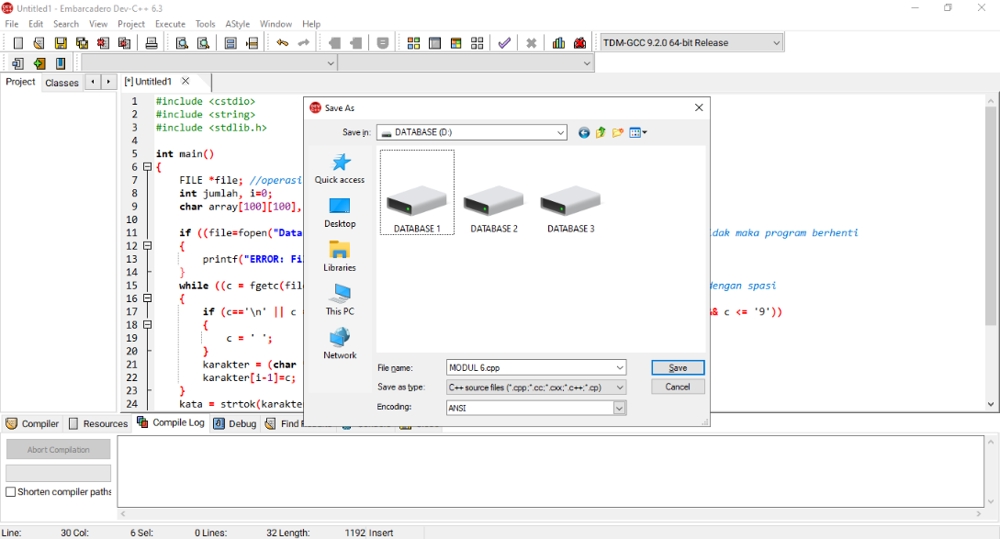 Untitled1 - Embarcadero Dev-C++ 6.3
File Edit Search View Project Execute Tools AStyle Window Help
TDM-GCC 9.2.0 64-bit Release
Project Classes
[*] Untitled1
1 #include <cstdio>
2 #include <string>
3 #include <stdlib.h>
4
5 int main()
6 {
7 FILE *file; //operasi
8 int jumlah, i=0;
9 char array[100][100],
10
11 if ((file=fopen("Data idak maka program berhenti
12 {
13 printf("ERROR: Fi
14 }
15 while ((c = fgetc(fil dengan spasi
16 {
17 if (c=='\n' || c && c <= '9'))
18 {
19 c = ' ';
20 }
21 karakter = (char
22 karakter[i-1]=c;
23 }
24 kata = strtok(karakte
Save As
Save in: DATABASE (D:)
Quick access
Desktop
Libraries
This PC
Network
DATABASE 1 DATABASE 2 DATABASE 3
File name: MODUL 6.cpp Save
Save as type: C++ source files (*.cpp;*.cc;*.cxx;*.c++;*.cp) Cancel
Encoding: ANSI
Compiler Resources Compile Log Debug Find
Abort Compilation
Shorten compiler paths
Line: 30 Col: 6 Sel: 0 Lines: 32 Length: 1192 Insert